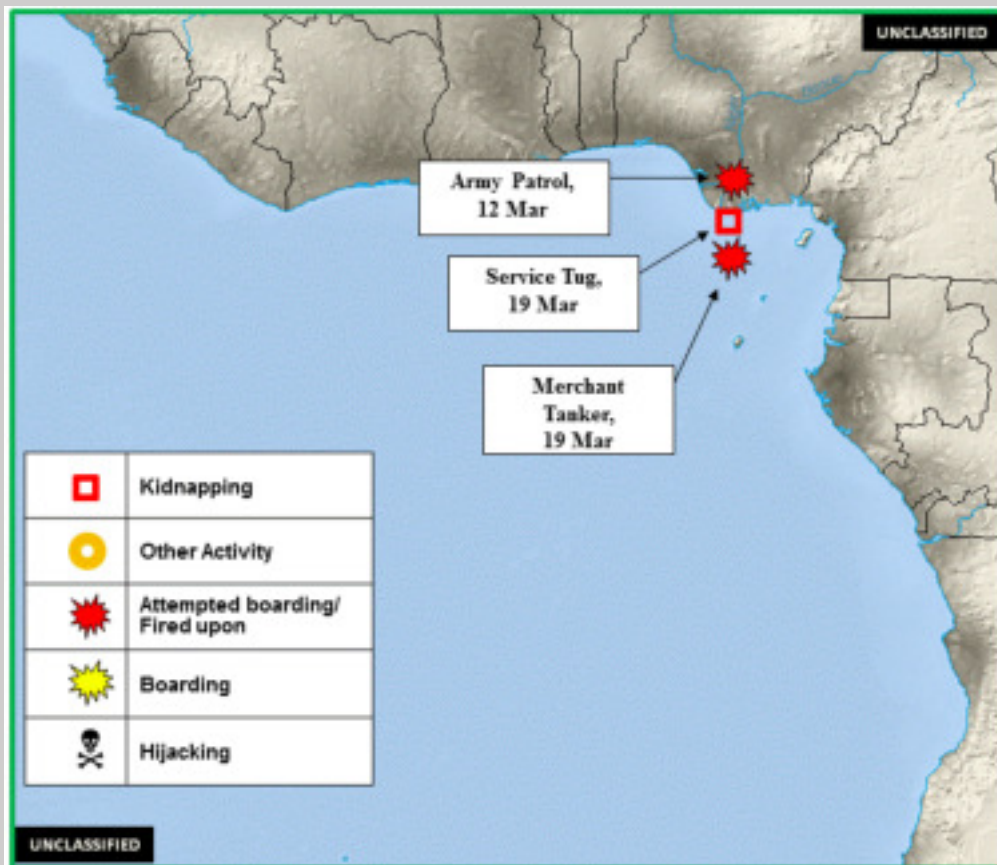 UNCLASSIFIED
Army Patrol,
12 Mar
Service Tug,
19 Mar
Merchant
Tanker,
19 Mar
Kidnapping
Other Activity
Attempted boarding/
Fired upon
Boarding
Hijacking
UNCLASSIFIED